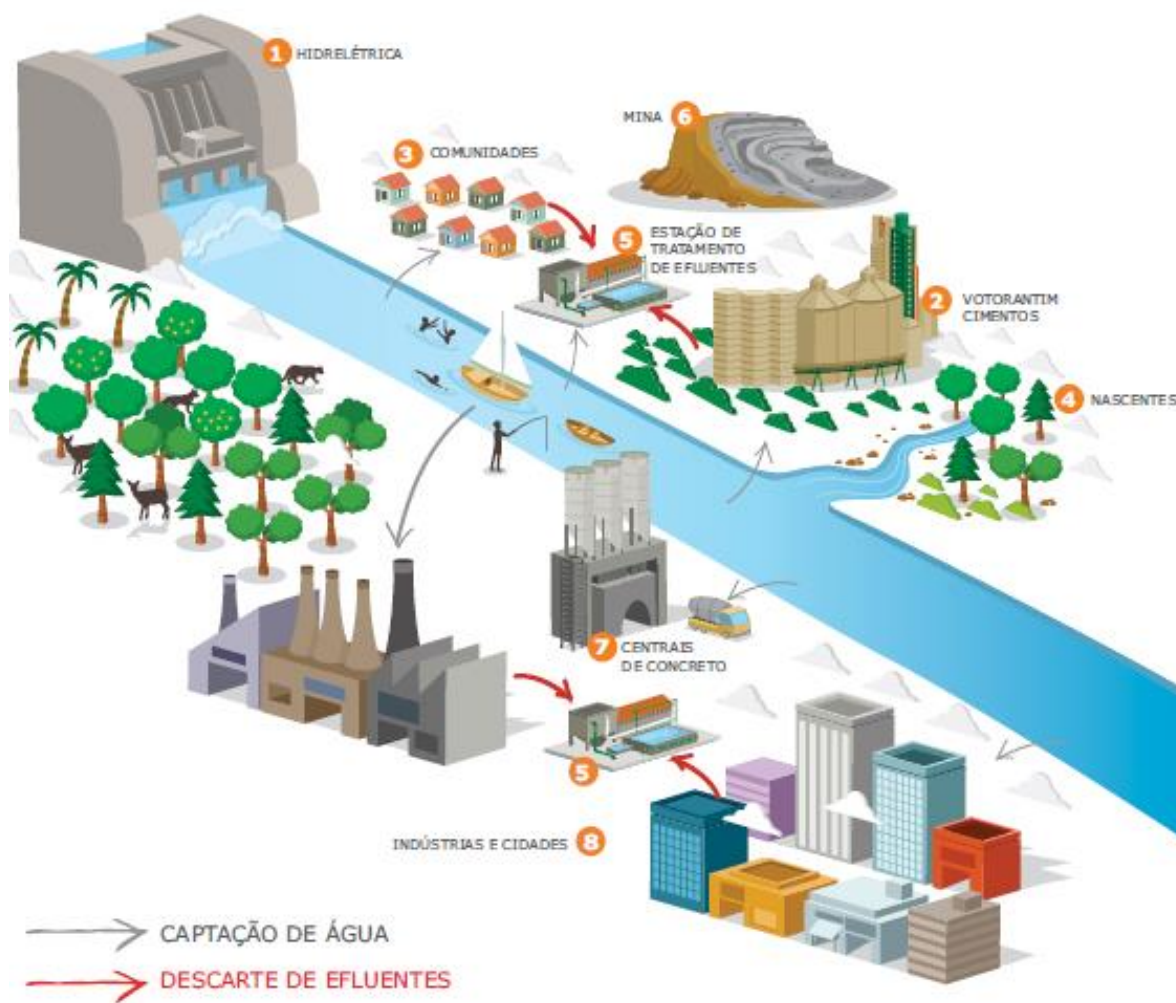 1 HIDRELÉTRICA
MINA 6
3 COMUNIDADES
5 ESTAÇÃO DE
TRATAMENTO
DE EFLUENTES
2 VOTORANTIM
CIMENTOS
4 NASCENTES
7 CENTRAIS
DE CONCRETO
5
INDÚSTRIAS E CIDADES 8
CAPTAÇÃO DE ÁGUA
DESCARTE DE EFLUENTES